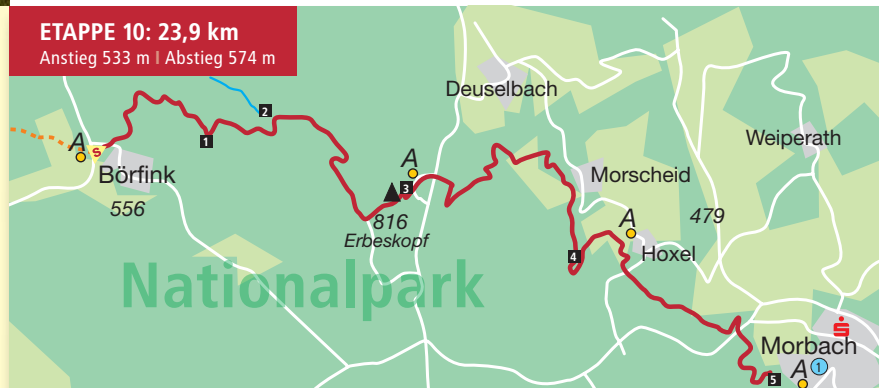 ETAPPE 10: 23,9 km
Anstieg 533 m I Abstieg 574 m
Deuselbach
2
1
A
S
Weiperath
Börfink
A
Morscheid
3
556
816
Erbeskopf
A
479
Hoxel
4
Nationalpark
S
Morbach
A 1
5